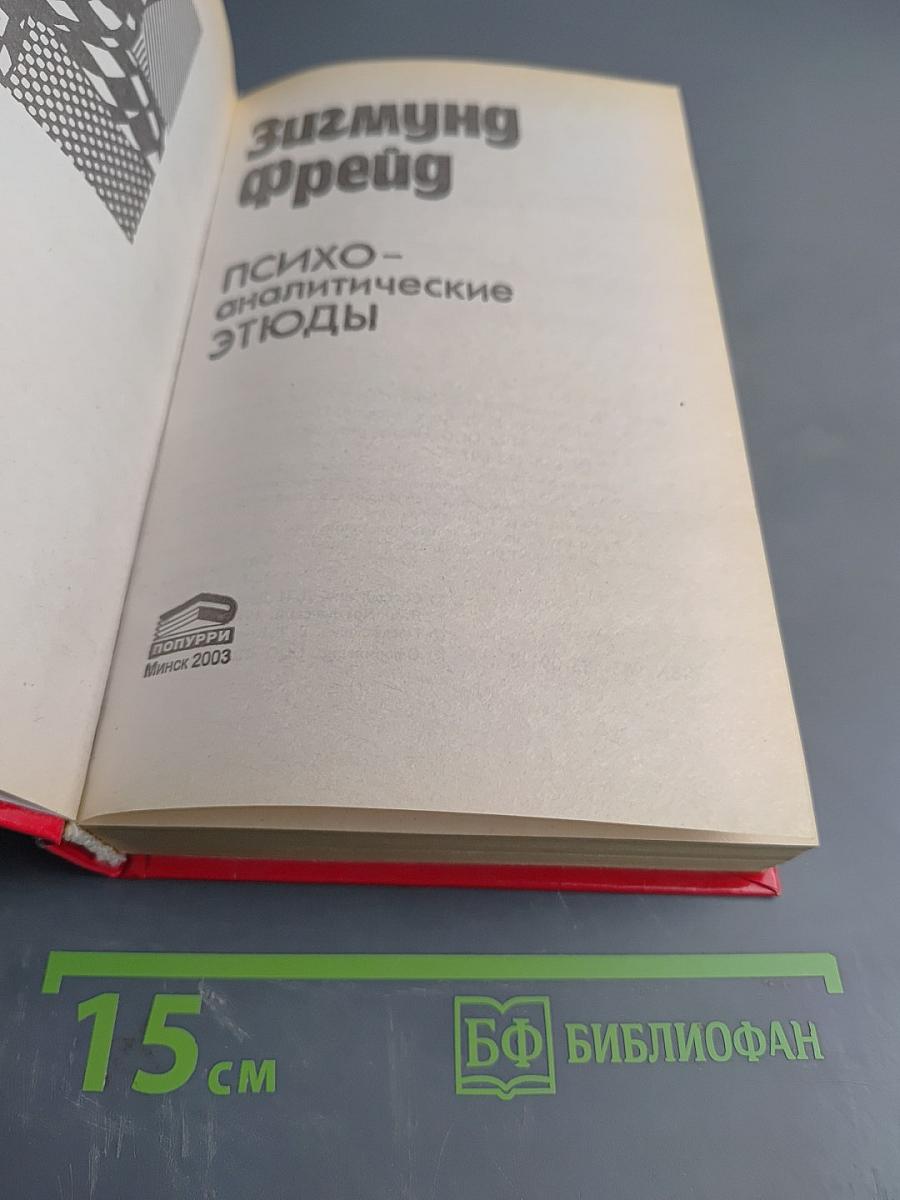 Зигмунд
Фрейд
ПСИХО-
аналитические
ЭТЮДЫ
ПОПУРРИ
Минск 2003
15 см
БФ БИБЛИОФАН